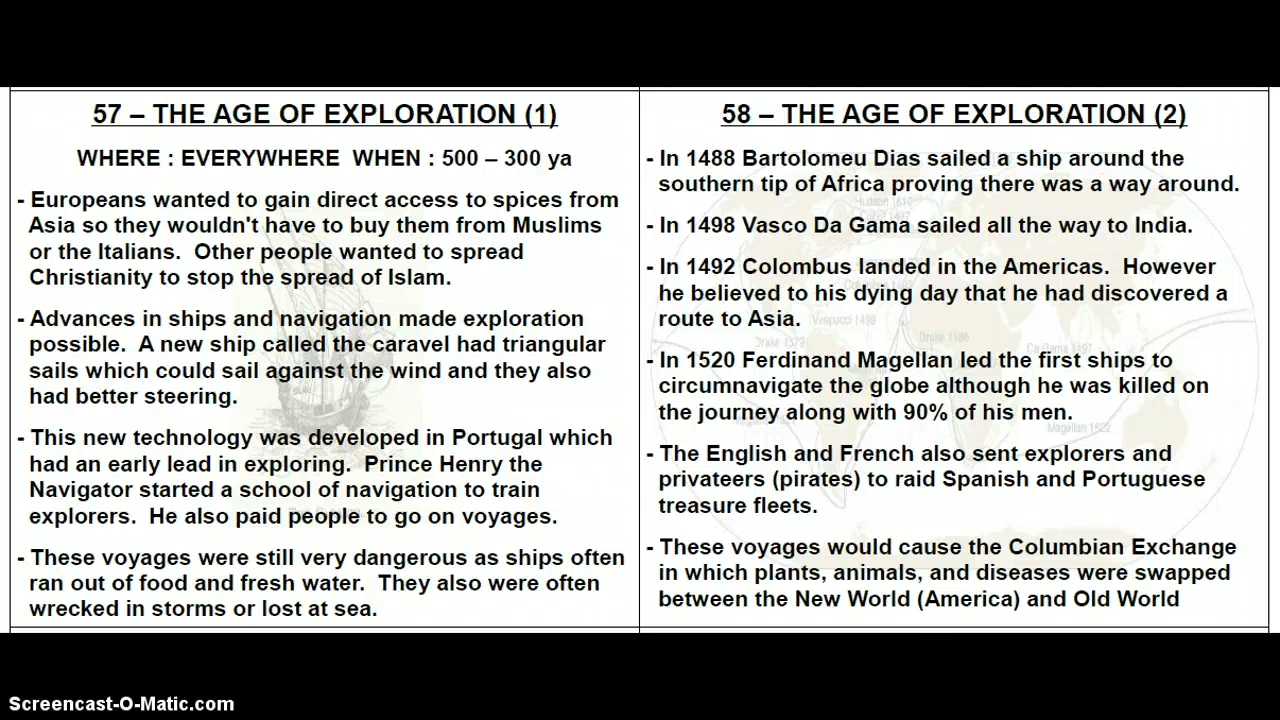 57 – THE AGE OF EXPLORATION (1)
WHERE : EVERYWHERE WHEN : 500 – 300 ya
- Europeans wanted to gain direct access to spices from
Asia so they wouldn't have to buy them from Muslims
or the Italians. Other people wanted to spread
Christianity to stop the spread of Islam.
- Advances in ships and navigation made exploration
possible. A new ship called the caravel had triangular
sails which could sail against the wind and they also
had better steering.
- This new technology was developed in Portugal which
had an early lead in exploring. Prince Henry the
Navigator started a school of navigation to train
explorers. He also paid people to go on voyages.
- These voyages were still very dangerous as ships often
ran out of food and fresh water. They also were often
wrecked in storms or lost at sea.
58 – THE AGE OF EXPLORATION (2)
- In 1488 Bartolomeu Dias sailed a ship around the
southern tip of Africa proving there was a way around.
- In 1498 Vasco Da Gama sailed all the way to India.
- In 1492 Colombus landed in the Americas. However
he believed to his dying day that he had discovered a
route to Asia.
- In 1520 Ferdinand Magellan led the first ships to
circumnavigate the globe although he was killed on
the journey along with 90% of his men.
- The English and French also sent explorers and
privateers (pirates) to raid Spanish and Portuguese
treasure fleets.
- These voyages would cause the Columbian Exchange
in which plants, animals, and diseases were swapped
between the New World (America) and Old World
Vespucci 1499
Drake 1579
Drake 1580
Da Gama 1497
Magellan 1522
Screencast-O-Matic.com